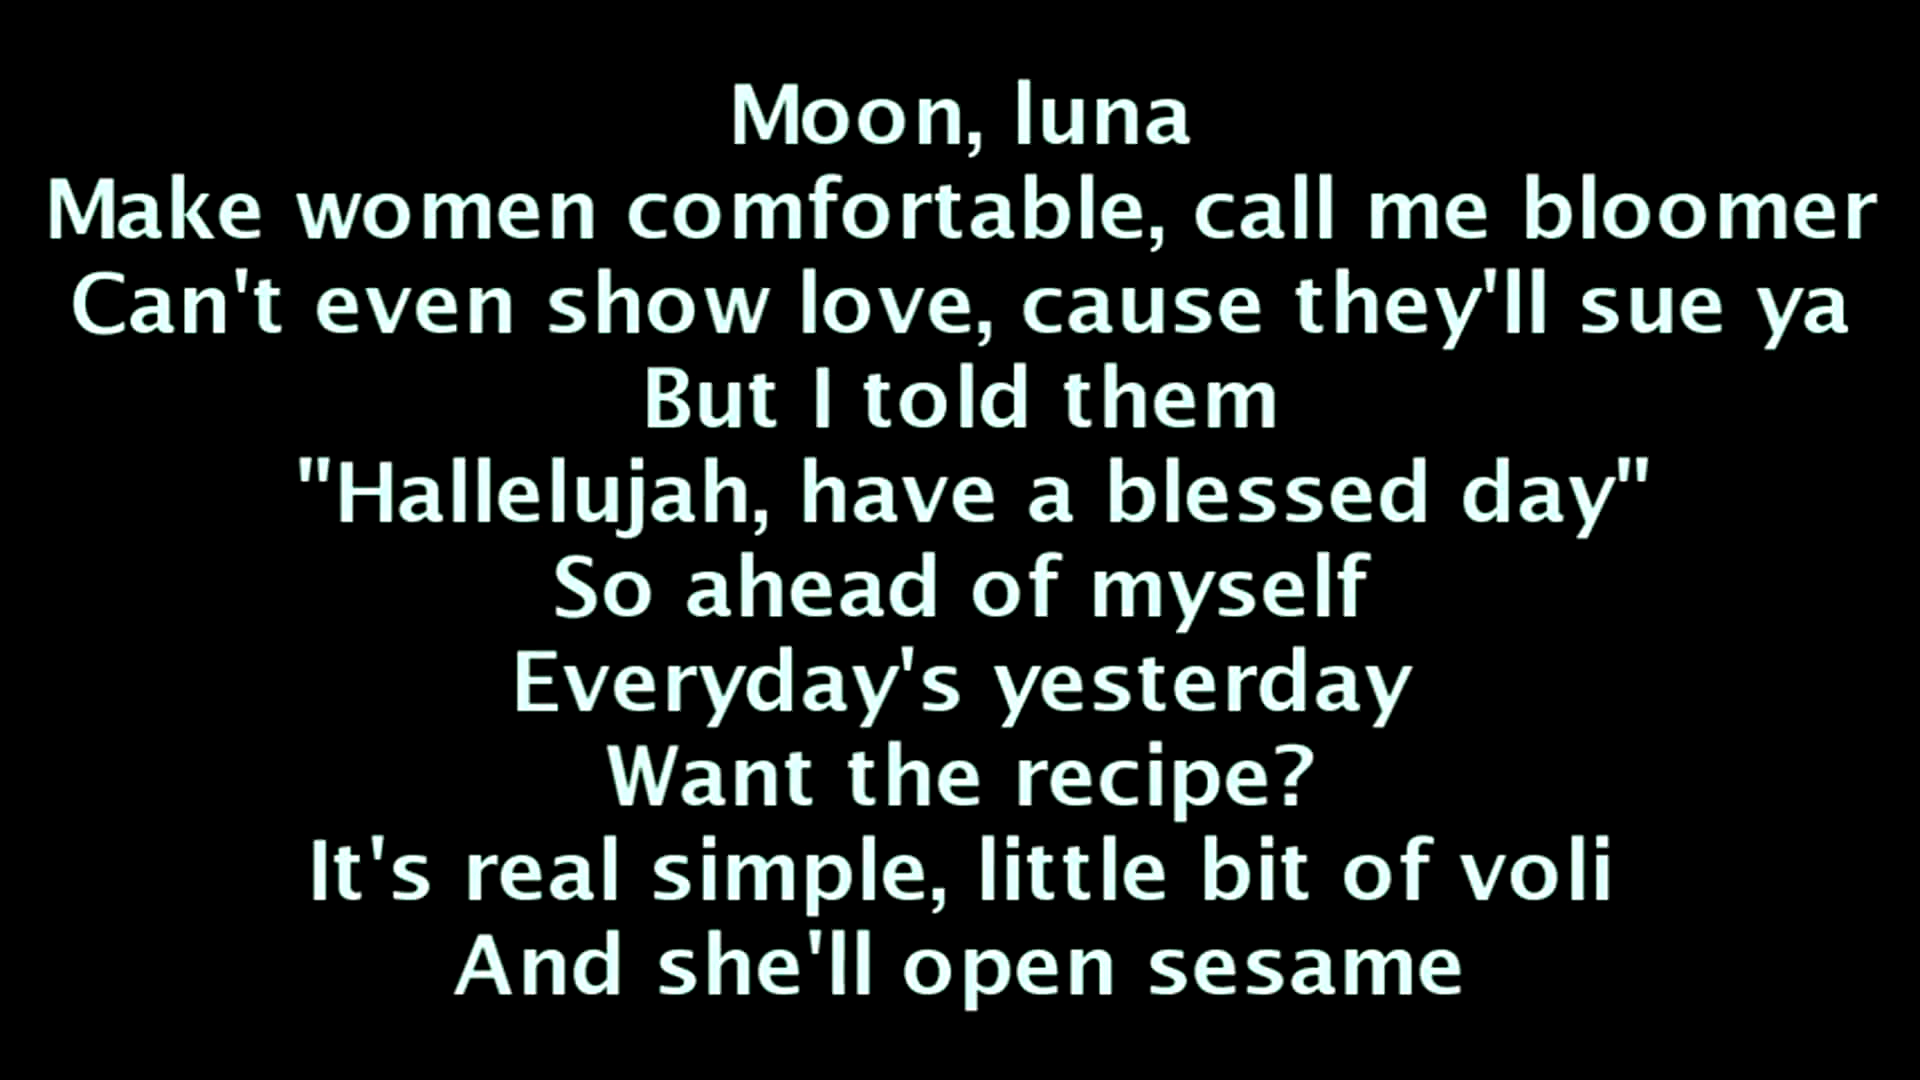 Moon, luna
Make women comfortable, call me bloomer
Can't even show love, cause they'll sue ya
But I told them
"Hallelujah, have a blessed day"
So ahead of myself
Everyday's yesterday
Want the recipe?
It's real simple, little bit of voli
And she'll open sesame